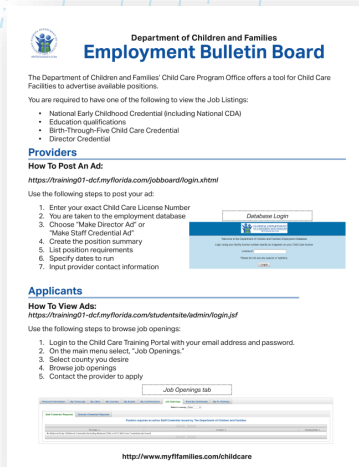 Department of Children and Families
Employment Bulletin Board
The Department of Children and Families' Child Care Program Office offers a tool for Child Care
Facilities to advertise available positions.
You are required to have one of the following to view the Job Listings:
• National Early Childhood Credential (including National CDA)
• Education qualifications
• Birth-Through-Five Child Care Credential
• Director Credential
Providers
How To Post An Ad:
https://training01-dcf.myflorida.com/jobboard/login.xhtml
Use the following steps to post your ad:
1. Enter your exact Child Care License Number
2. You are taken to the employment database
3. Choose "Make Director Ad" or
"Make Staff Credential Ad"
4. Create the position summary
5. List position requirements
6. Specify dates to run
7. Input provider contact information
Database Login
Applicants
How To View Ads:
https://training01-dcf.myflorida.com/studentsite/admin/login.jsf
Use the following steps to browse job openings:
1. Login to the Child Care Training Portal with your email address and password.
2. On the main menu select, "Job Openings."
3. Select county you desire
4. Browse job openings
5. Contact the provider to apply
Job Openings tab
http://www.myflfamilies.com/childcare